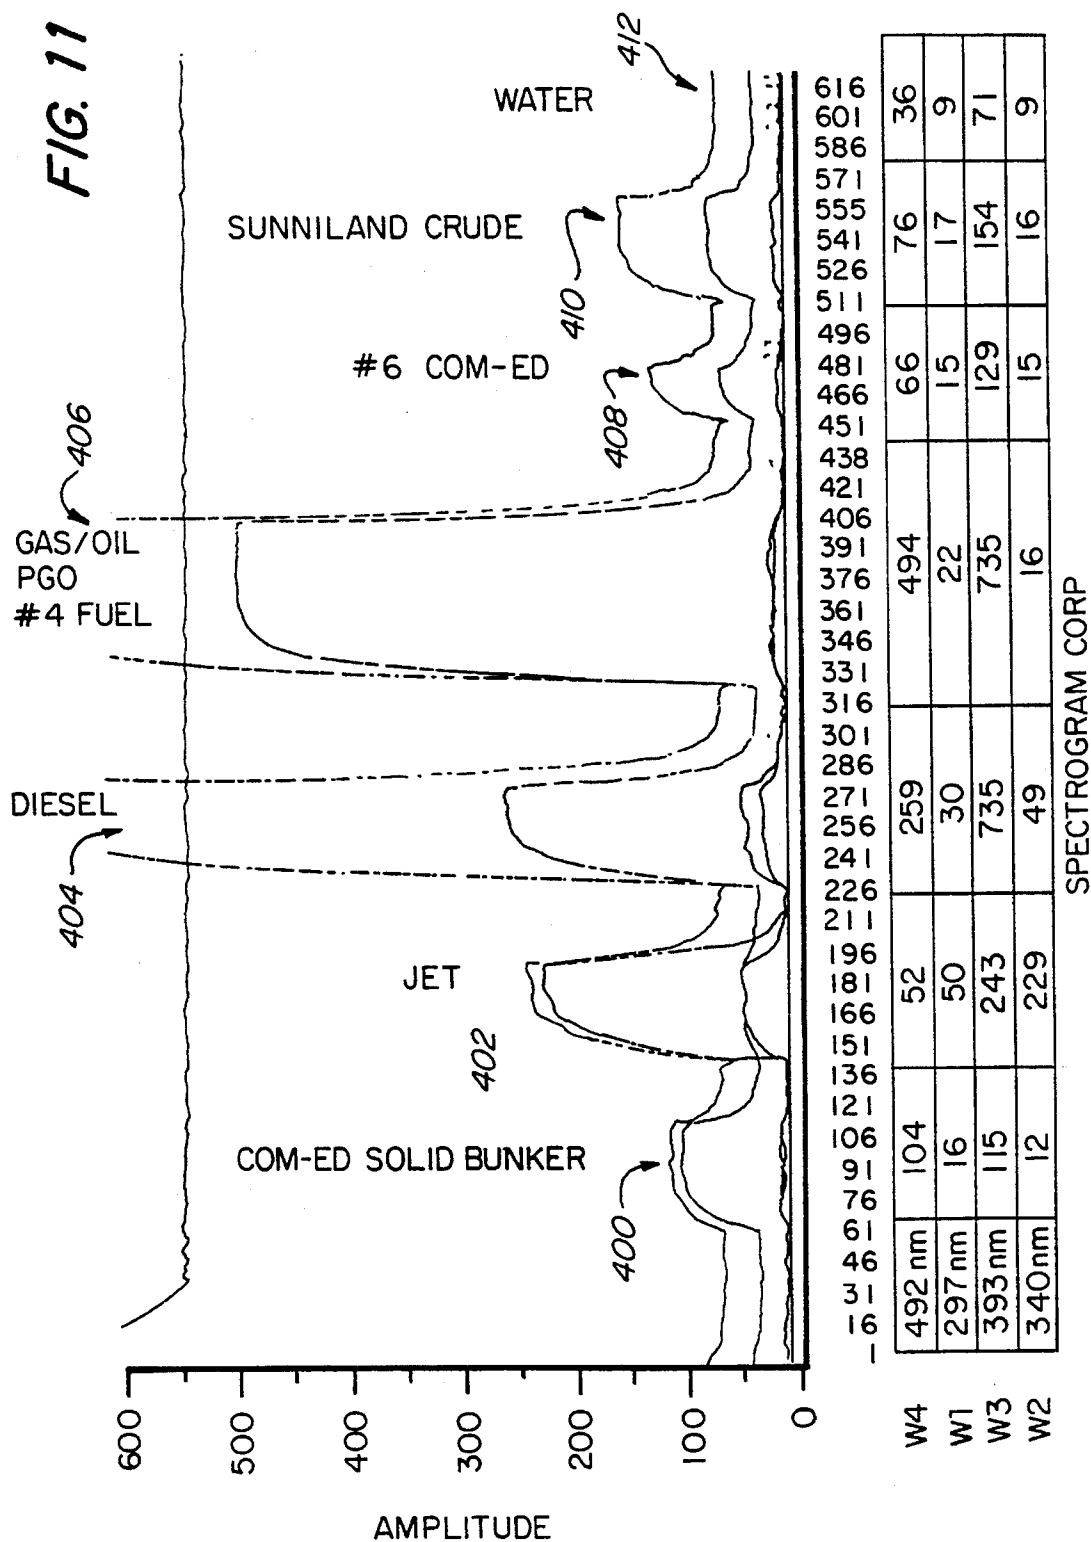 FIG. 11
600
500
400
300
200
100
0
AMPLITUDE
COM-ED SOLID BUNKER
400
JET
402
DIESEL
404
GAS/OIL
PGO
#4 FUEL
406
#6 COM-ED
408
SUNNILAND CRUDE
410
WATER
412
1 16 31 46 61 76 91 106 121 136 151 166 181 196 211 226 241 256 271 286 301 316 331 346 361 376 391 406 421 438 451 466 481 496 511 526 541 555 571 586 601 616
W4 492nm 104 52 259 494 66 76 36
W1 297nm 16 50 30 22 15 17 9
W3 393nm 115 243 735 735 129 154 71
W2 340nm 12 229 49 16 15 16 9
SPECTROGRAM CORP